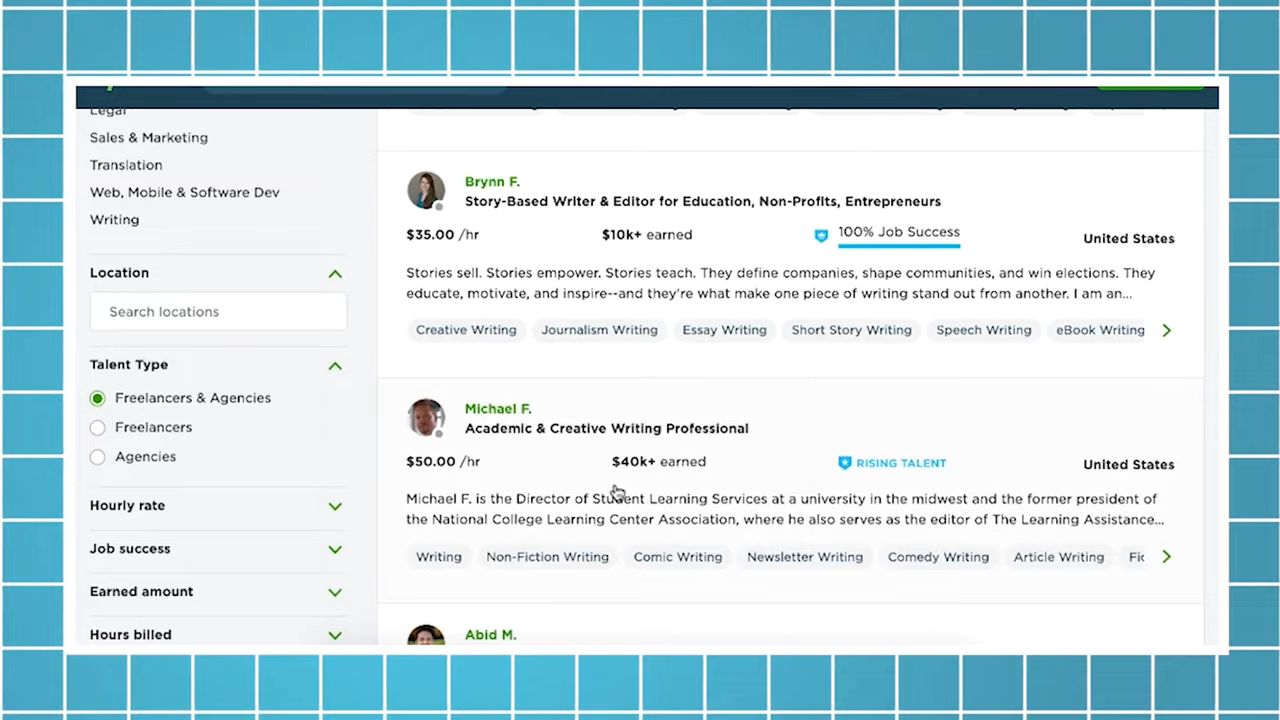 Legal
Sales & Marketing
Translation
Web, Mobile & Software Dev
Writing
Location
Search locations
Talent Type
Freelancers & Agencies
Freelancers
Agencies
Hourly rate
Job success
Earned amount
Hours billed
Brynn F.
Story-Based Writer & Editor for Education, Non-Profits, Entrepreneurs
$35.00 /hr $10k+ earned 100% Job Success United States
Stories sell. Stories empower. Stories teach. They define companies, shape communities, and win elections. They
educate, motivate, and inspire--and they're what make one piece of writing stand out from another. I am an...
Creative Writing Journalism Writing Essay Writing Short Story Writing Speech Writing eBook Writing
Michael F.
Academic & Creative Writing Professional
$50.00 /hr $40k+ earned RISING TALENT United States
Michael F. is the Director of Student Learning Services at a university in the midwest and the former president of
the National College Learning Center Association, where he also serves as the editor of The Learning Assistance...
Writing Non-Fiction Writing Comic Writing Newsletter Writing Comedy Writing Article Writing Fic
Abid M.